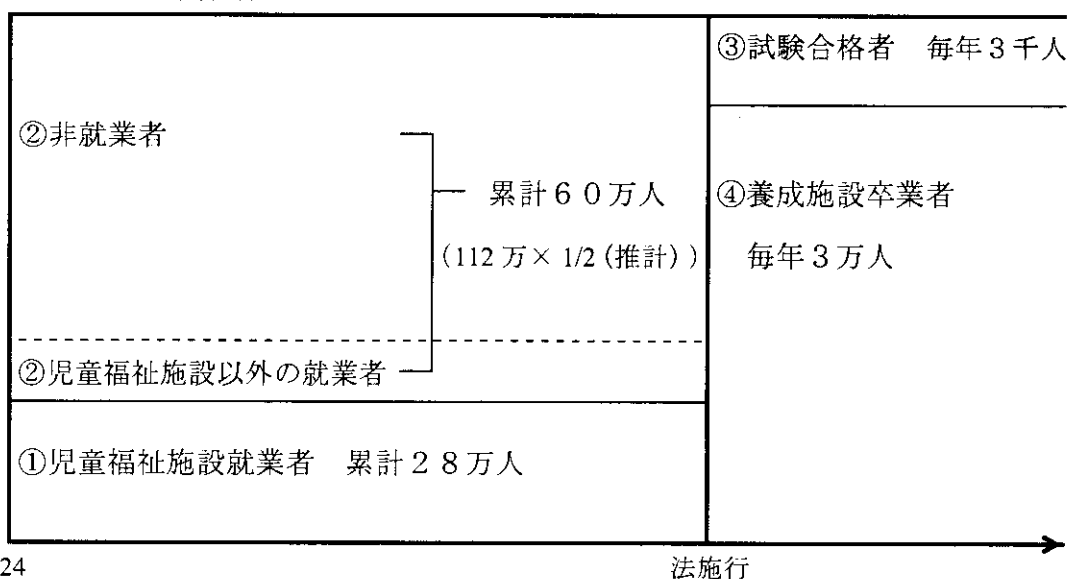 ③試験合格者 毎年3千人
②非就業者
累計60万人
(112万×1/2(推計))
④養成施設卒業者
毎年3万人
②児童福祉施設以外の就業者
①児童福祉施設就業者 累計28万人
24
法施行